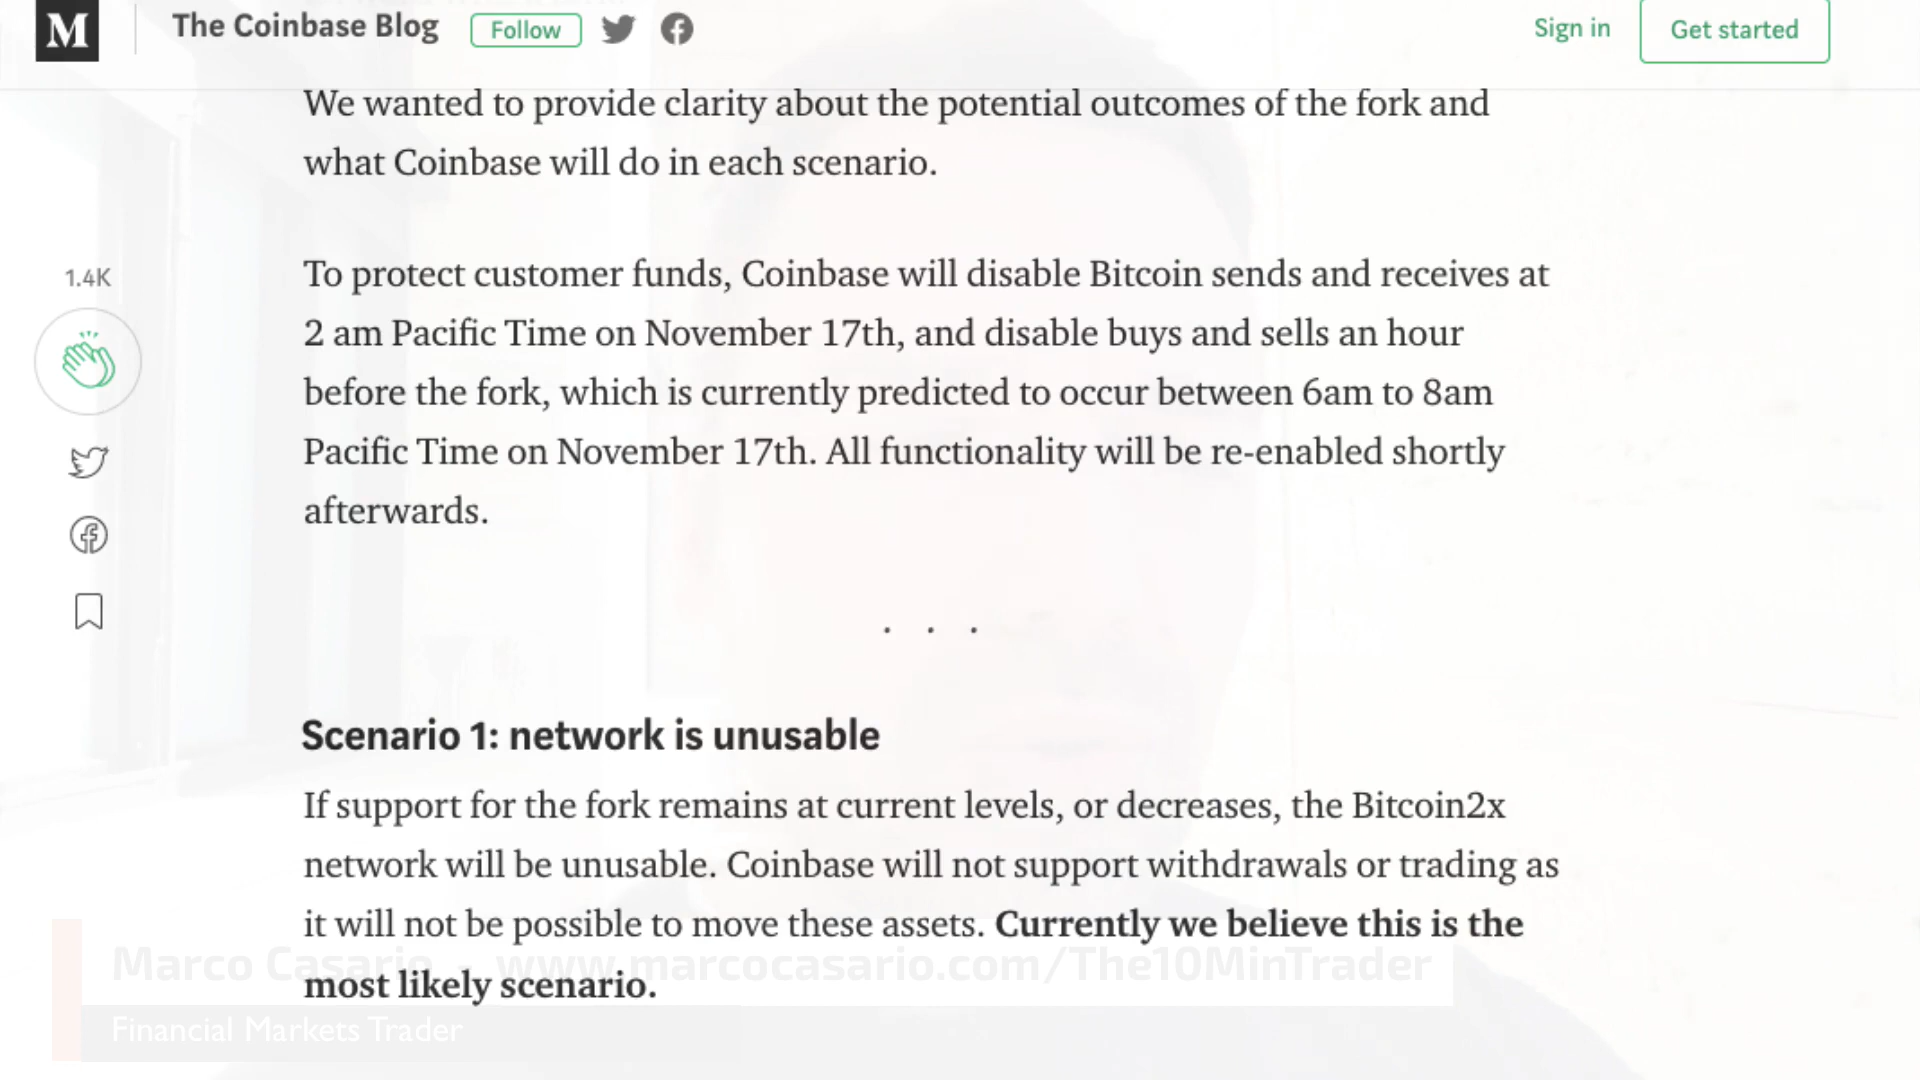 M
The Coinbase Blog
Follow
Sign in
Get started
We wanted to provide clarity about the potential outcomes of the fork and
what Coinbase will do in each scenario.
1.4K
To protect customer funds, Coinbase will disable Bitcoin sends and receives at
2 am Pacific Time on November 17th, and disable buys and sells an hour
before the fork, which is currently predicted to occur between 6am to 8am
Pacific Time on November 17th. All functionality will be re-enabled shortly
afterwards.
. . .
Scenario 1: network is unusable
If support for the fork remains at current levels, or decreases, the Bitcoin2x
network will be unusable. Coinbase will not support withdrawals or trading as
it will not be possible to move these assets. Currently we believe this is the
most likely scenario.
Marco Casario - www.marcocasario.com/The10MinTrader
Financial Markets Trader